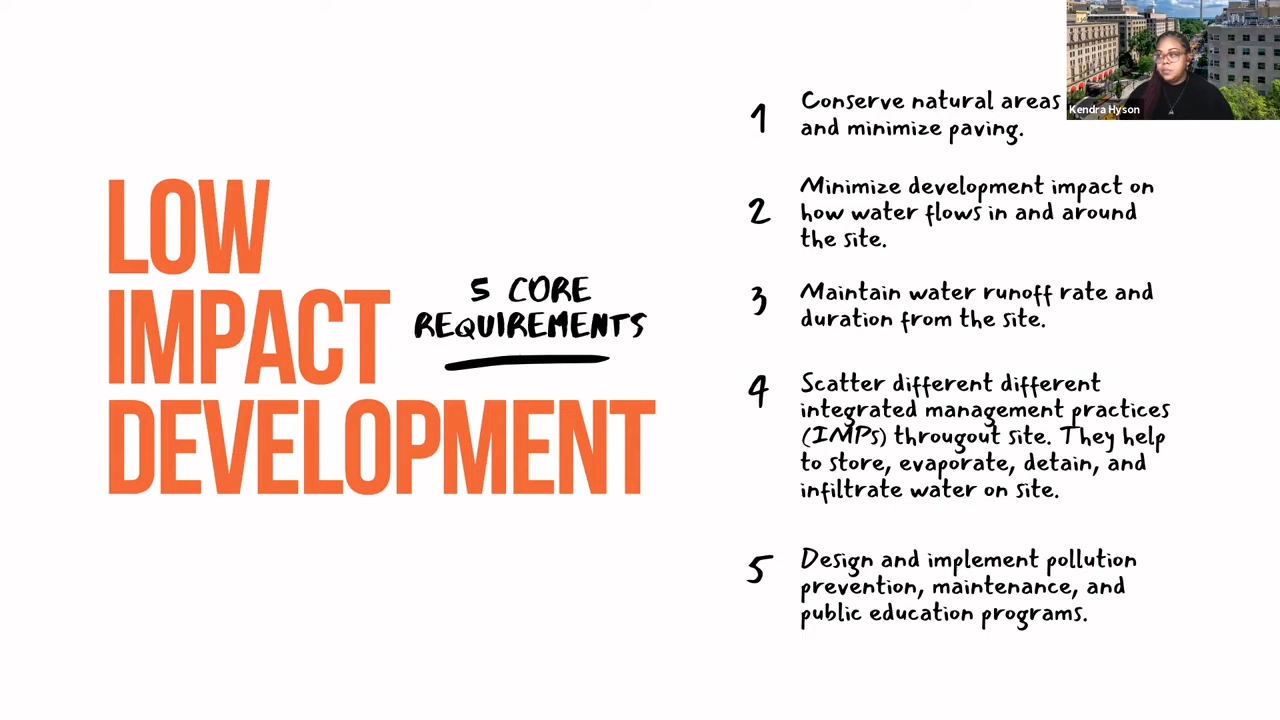 LOW
IMPACT
DEVELOPMENT
5 CORE
REQUIREMENTS
1
Conserve natural areas
and minimize paving.
2
Minimize development impact on
how water flows in and around
the site.
3
Maintain water runoff rate and
duration from the site.
4
Scatter different different
integrated management practices
(IMPs) througout site. They help
to store, evaporate, detain, and
infiltrate water on site.
5
Design and implement pollution
prevention, maintenance, and
public education programs.
Kendra Hyson